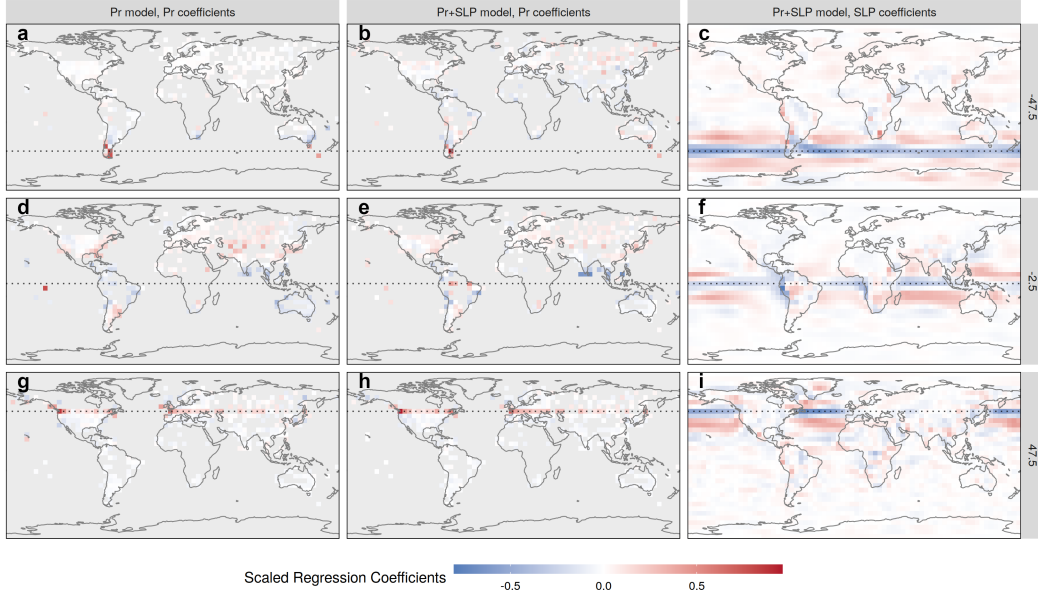 Pr model, Pr coefficients
Pr+SLP model, Pr coefficients
Pr+SLP model, SLP coefficients
a
b
c
-47.5
d
e
f
-2.5
g
h
i
47.5
Scaled Regression Coefficients
-0.5
0.0
0.5